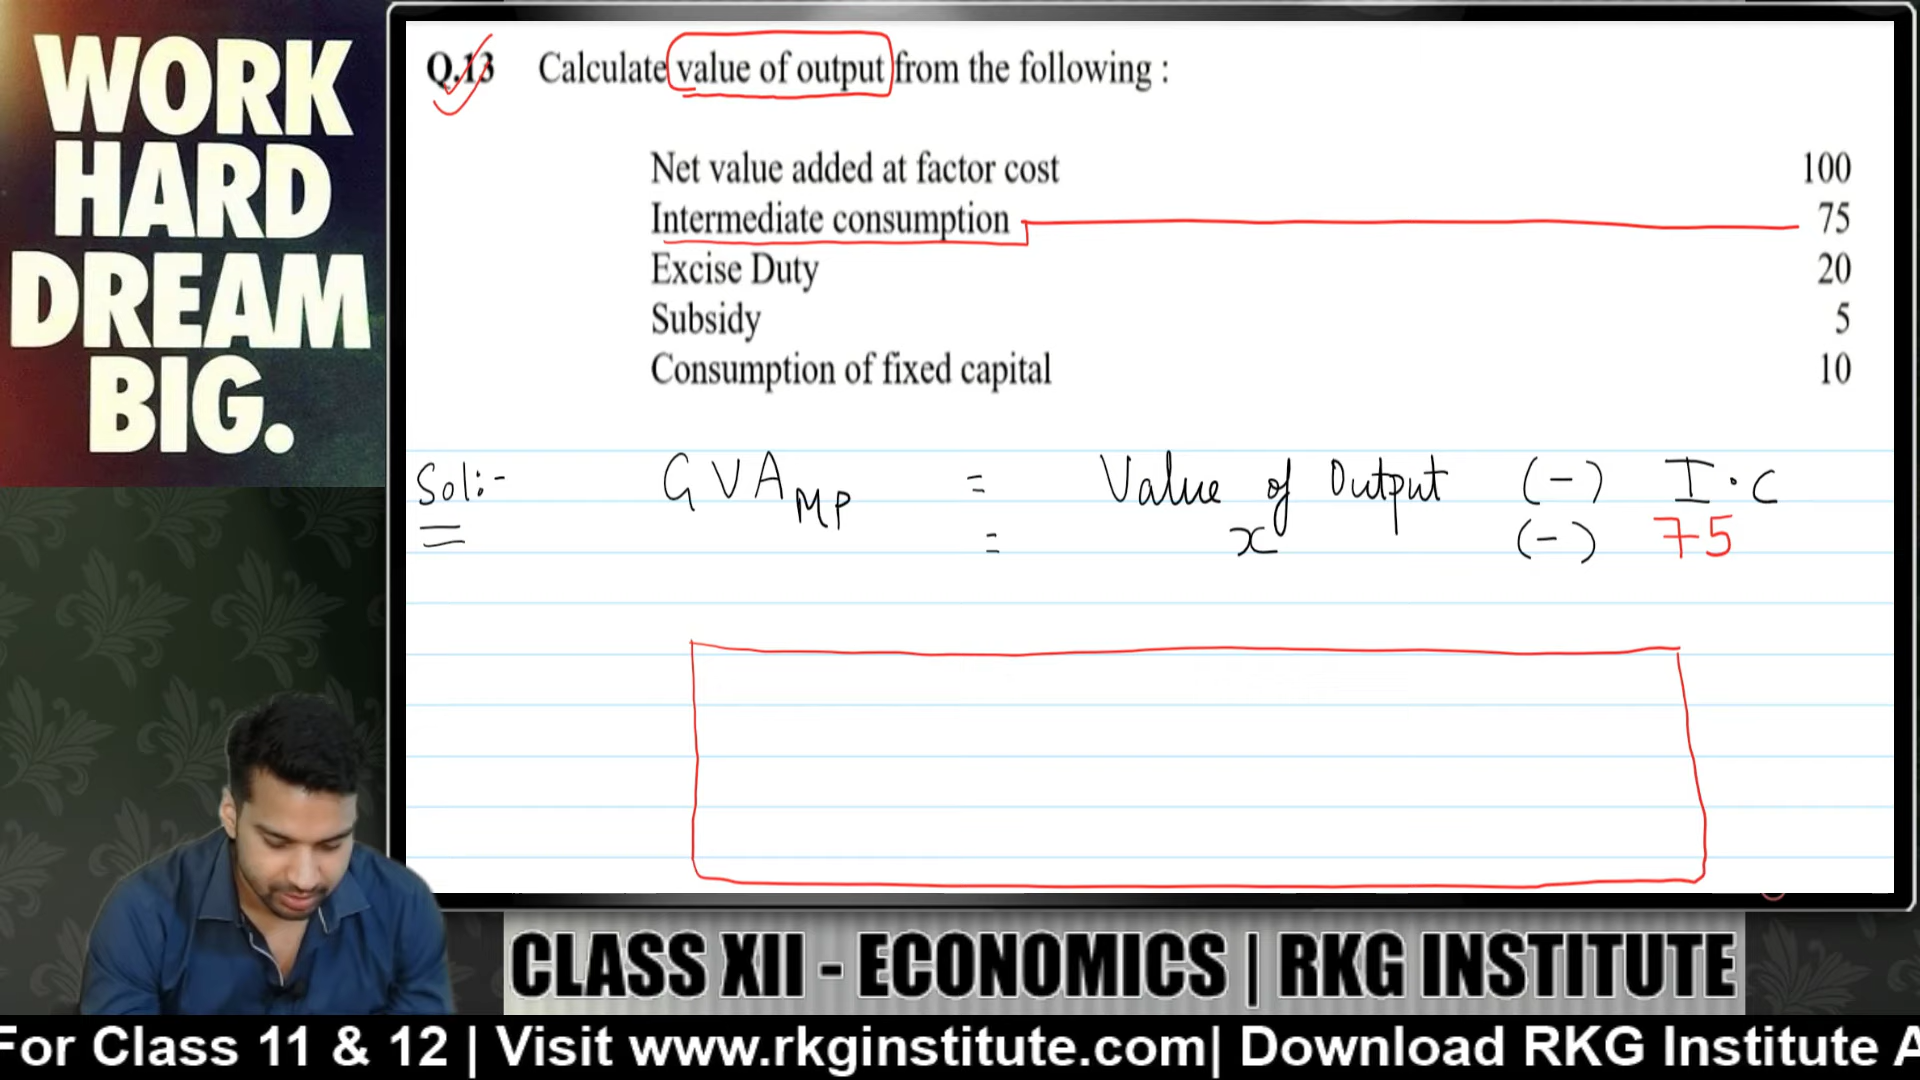 WORK
HARD
DREAM
BIG.
Q.13 Calculate value of output from the following :
Net value added at factor cost 100
Intermediate consumption 75
Excise Duty 20
Subsidy 5
Consumption of fixed capital 10
Sol:- GVA MP = Value of Output (-) I.C
= x (-) 75
CLASS XII - ECONOMICS | RKG INSTITUTE
For Class 11 & 12 | Visit www.rkginstitute.com| Download RKG Institute A